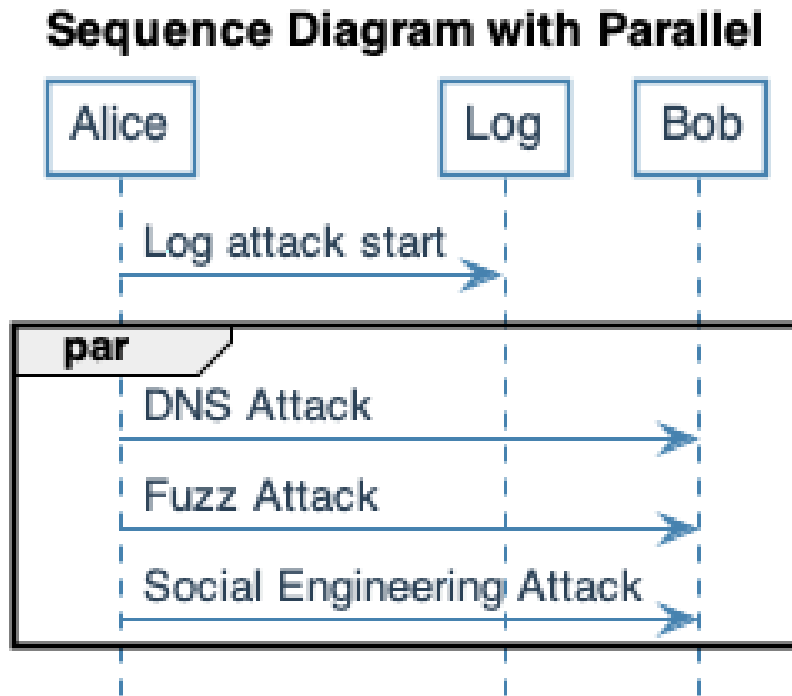 Sequence Diagram with Parallel
Alice Log Bob
Log attack start
par
DNS Attack
Fuzz Attack
Social Engineering Attack